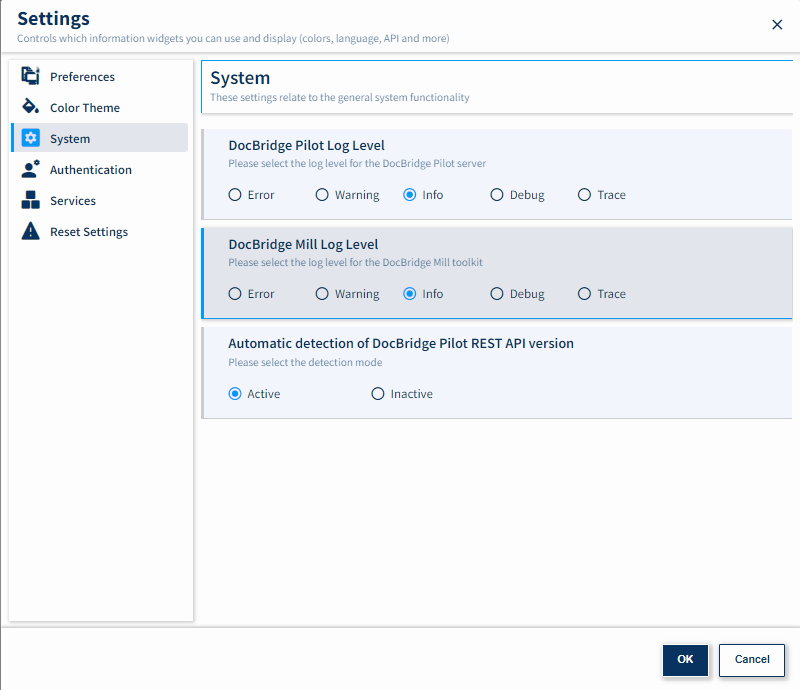 Settings
Controls which information widgets you can use and display (colors, language, API and more)
Preferences
Color Theme
System
Authentication
Services
Reset Settings
System
These settings relate to the general system functionality
DocBridge Pilot Log Level
Please select the log level for the DocBridge Pilot server
Error Warning Info Debug Trace
DocBridge Mill Log Level
Please select the log level for the DocBridge Mill toolkit
Error Warning Info Debug Trace
Automatic detection of DocBridge Pilot REST API version
Please select the detection mode
Active Inactive
OK Cancel